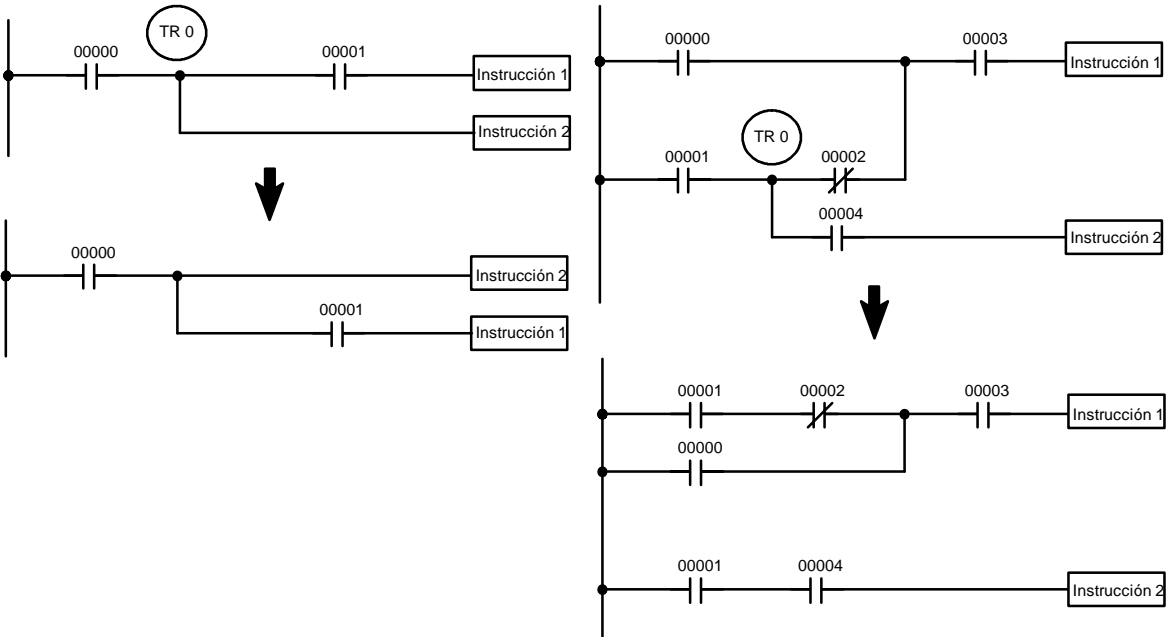 TR 0
00000
00001
Instrucción 1
Instrucción 2
00000
Instrucción 2
00001
Instrucción 1
00000
00003
Instrucción 1
TR 0
00001
00002
00004
Instrucción 2
00001
00002
00003
Instrucción 1
00000
00001
00004
Instrucción 2